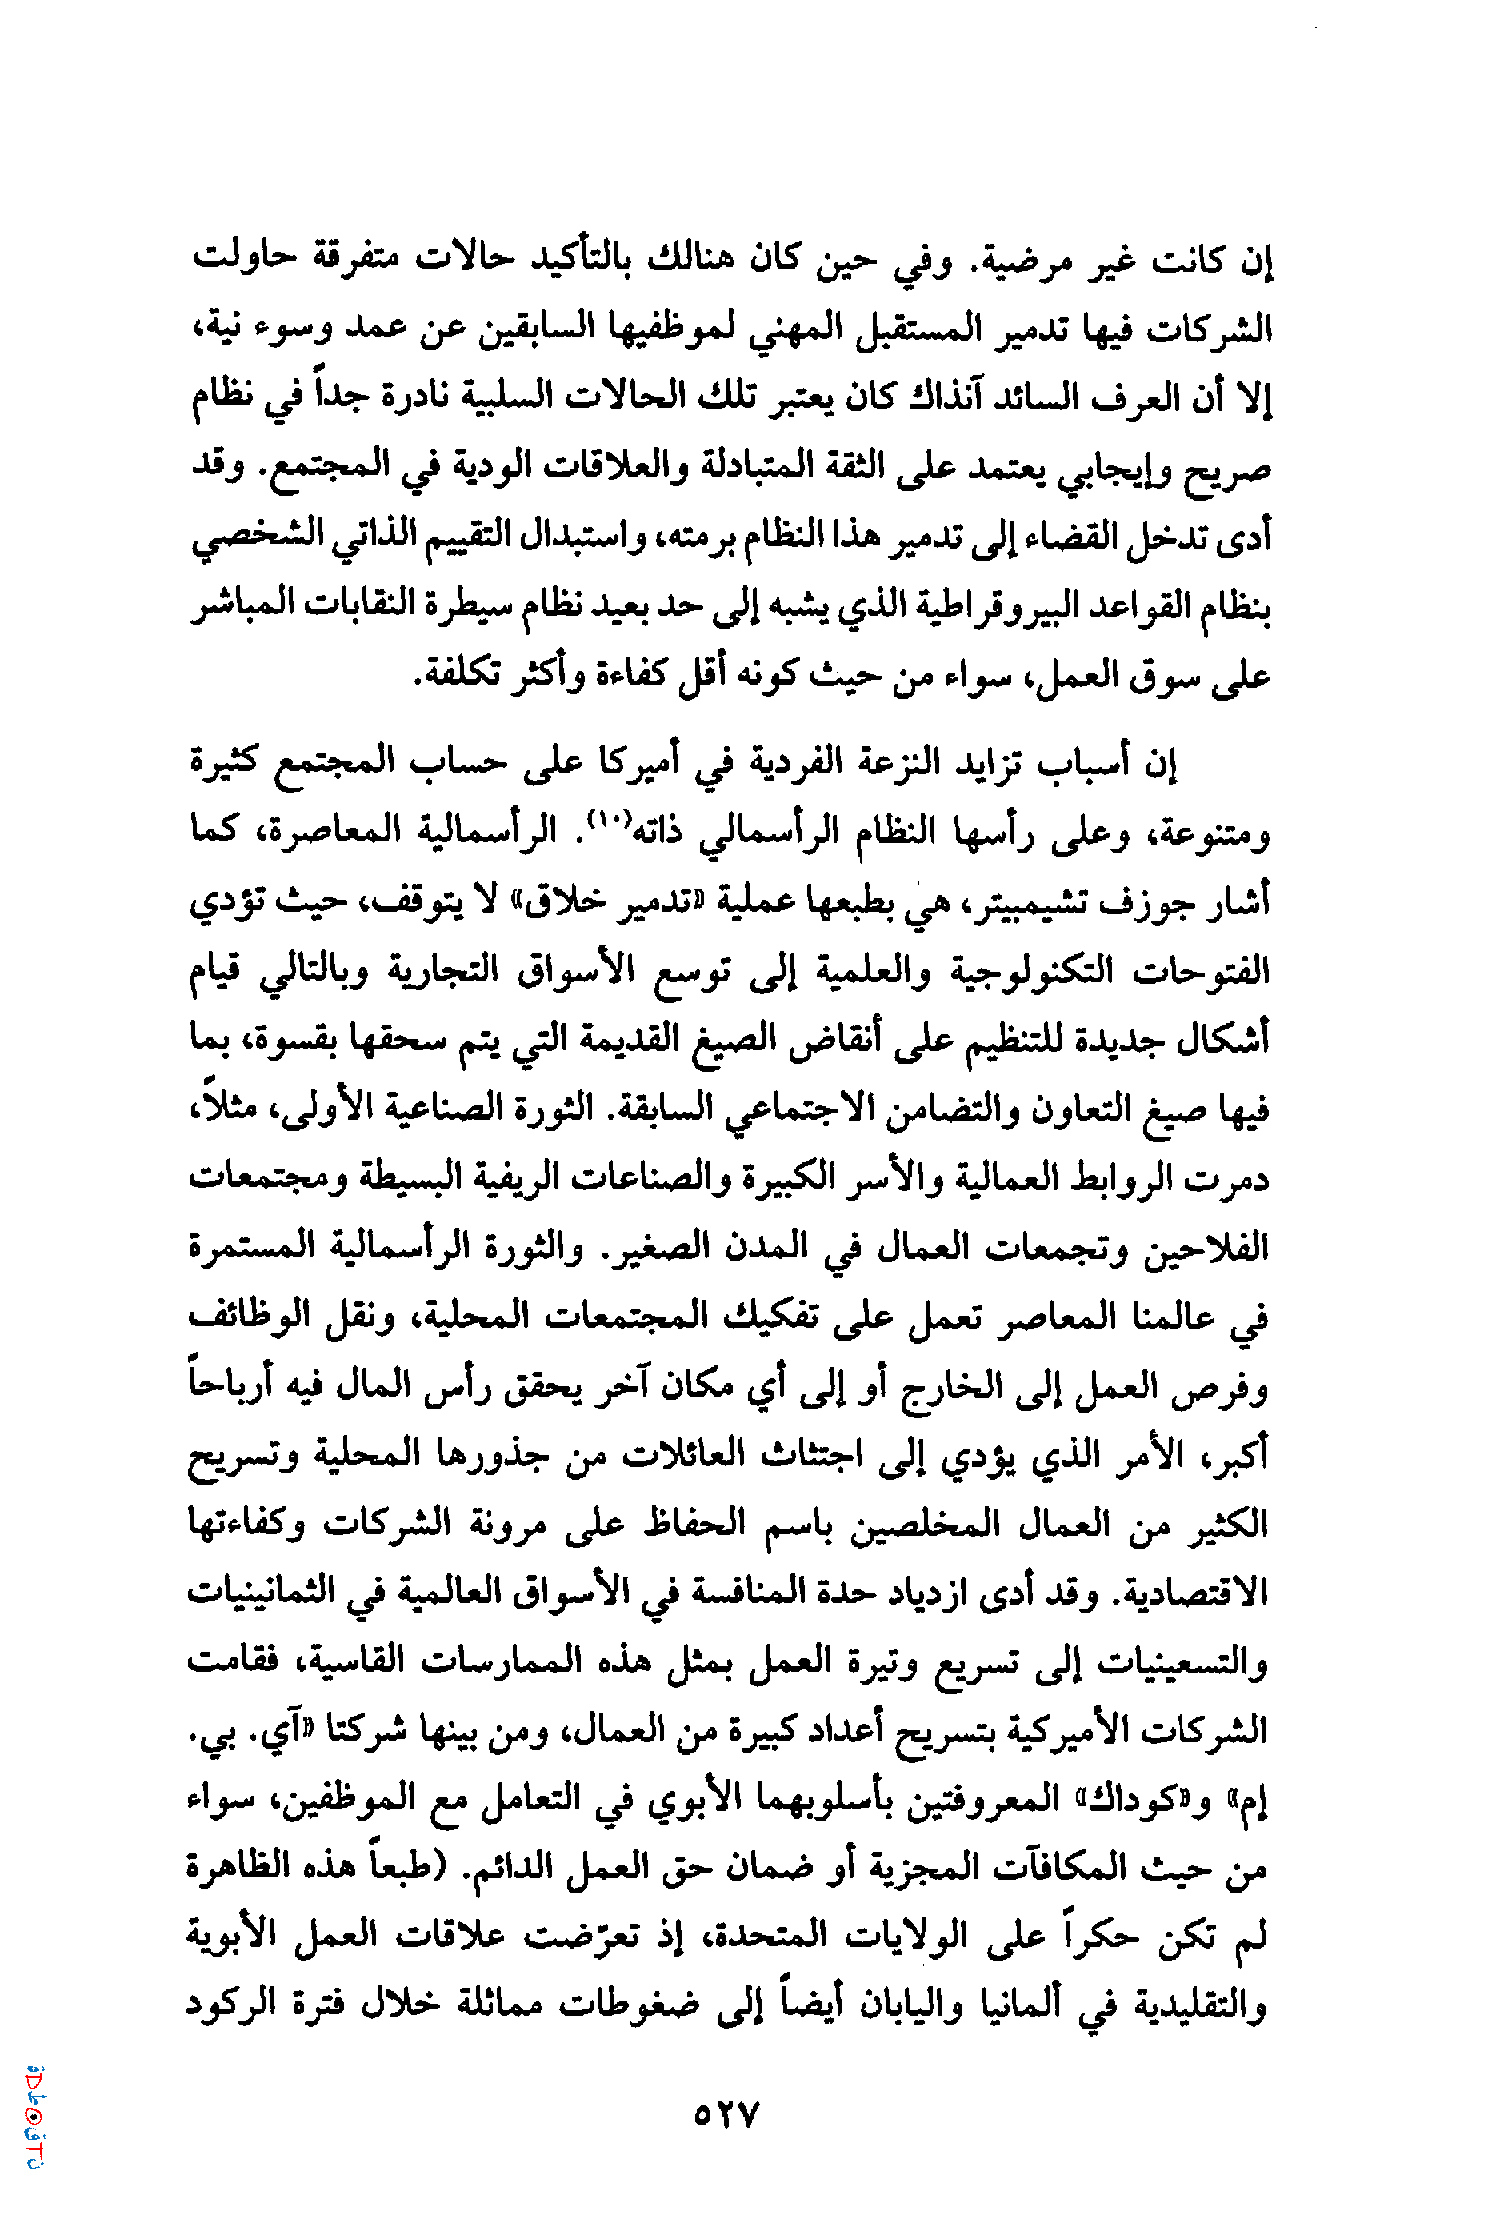 إن كانت غير مرضية. وفي حين كان هنالك بالتأكيد حالات متفرقة حاولت
الشركات فيها تدمير المستقبل المهني لموظفيها السابقين عن عمد وسوء نية،
إلا أن العرف السائد آنذاك كان يعتبر تلك الحالات السلبية نادرة جداً في نظام
صريح وإيجابي يعتمد على الثقة المتبادلة والعلاقات الودية في المجتمع. وقد
أدى تدخل القضاء إلى تدمير هذا النظام برمته، واستبدال التقييم الذاتي الشخصي
بنظام القواعد البيروقراطية الذي يشبه إلى حد بعيد نظام سيطرة النقابات المباشر
على سوق العمل، سواء من حيث كونه أقل كفاءة وأكثر تكلفة.
إن أسباب تزايد النزعة الفردية في أميركا على حساب المجتمع كثيرة
ومتنوعة، وعلى رأسها النظام الرأسمالي ذاته(١٠). الرأسمالية المعاصرة، كما
أشار جوزف تشيمبيتر، هي بطبعها عملية «تدمير خلاق» لا يتوقف، حيث تؤدي
الفتوحات التكنولوجية والعلمية إلى توسع الأسواق التجارية وبالتالي قيام
أشكال جديدة للتنظيم على أنقاض الصيغ القديمة التي يتم سحقها بقسوة، بما
فيها صيغ التعاون والتضامن الاجتماعي السابقة. الثورة الصناعية الأولى، مثلاً،
دمرت الروابط العمالية والأسر الكبيرة والصناعات الريفية البسيطة ومجتمعات
الفلاحين وتجمعات العمال في المدن الصغير. والثورة الرأسمالية المستمرة
في عالمنا المعاصر تعمل على تفكيك المجتمعات المحلية، ونقل الوظائف
وفرص العمل إلى الخارج أو إلى أي مكان آخر يحقق رأس المال فيه أرباحاً
أكبر، الأمر الذي يؤدي إلى اجتثاث العائلات من جذورها المحلية وتسريح
الكثير من العمال المخلصين باسم الحفاظ على مرونة الشركات وكفاءتها
الاقتصادية. وقد أدى ازدياد حدة المنافسة في الأسواق العالمية في الثمانينيات
والتسعينيات إلى تسريع وتيرة العمل بمثل هذه الممارسات القاسية، فقامت
الشركات الأميركية بتسريح أعداد كبيرة من العمال، ومن بينها شركتا «آي. بي.
إم» و«كوداك» المعروفتين بأسلوبهما الأبوي في التعامل مع الموظفين، سواء
من حيث المكافآت المجزية أو ضمان حق العمل الدائم. (طبعاً هذه الظاهرة
لم تكن حكراً على الولايات المتحدة، إذ تعرّضت علاقات العمل الأبوية
والتقليدية في ألمانيا واليابان أيضاً إلى ضغوطات مماثلة خلال فترة الركود
٥٢٧